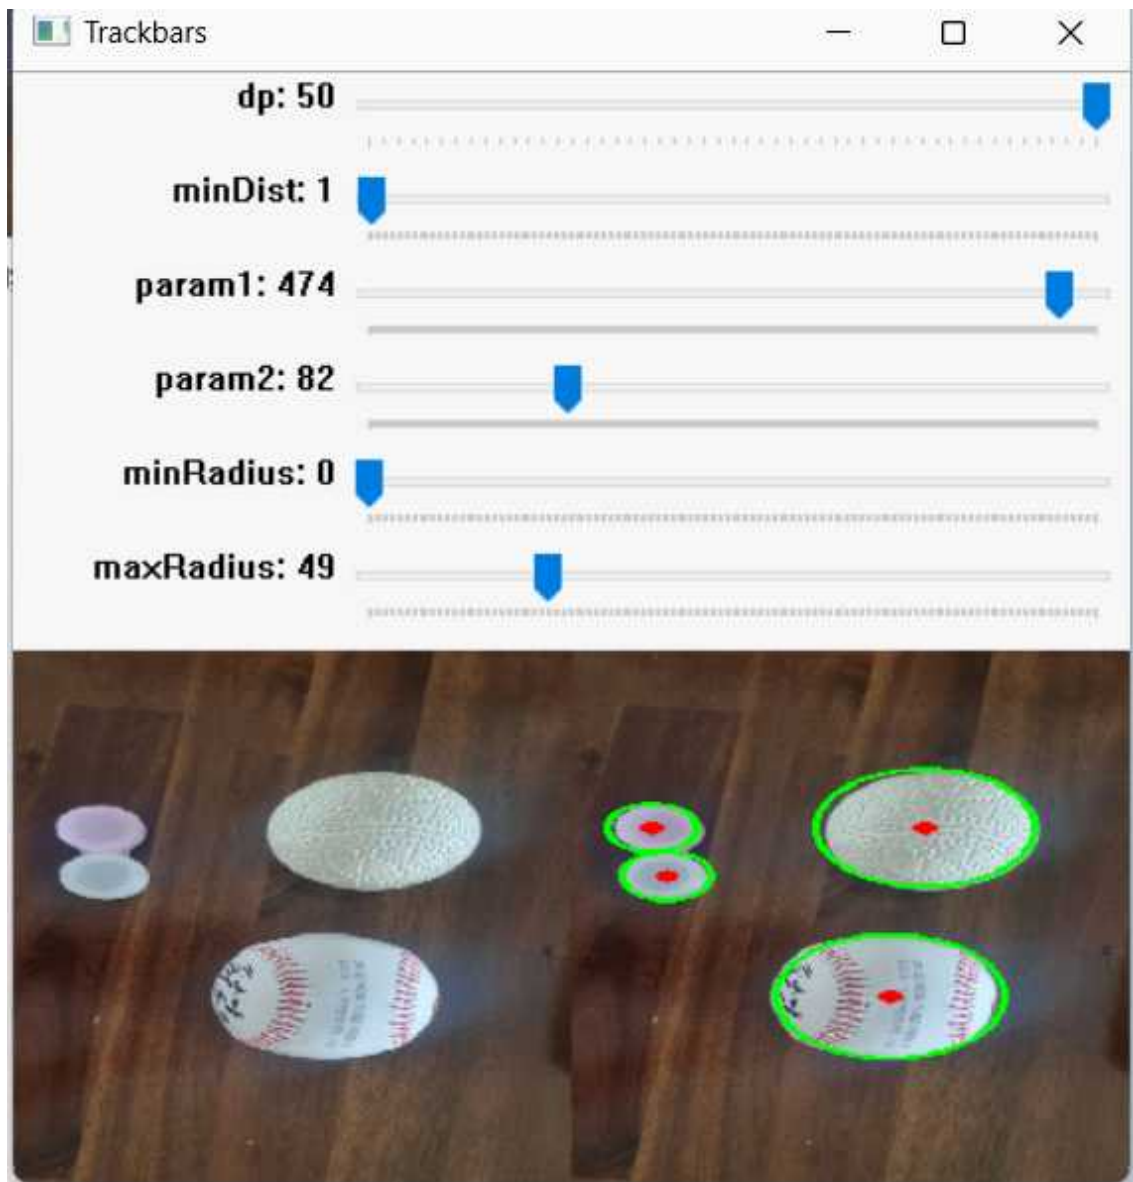 Trackbars
dp: 50
minDist: 1
param1: 474
param2: 82
minRadius: 0
maxRadius: 49